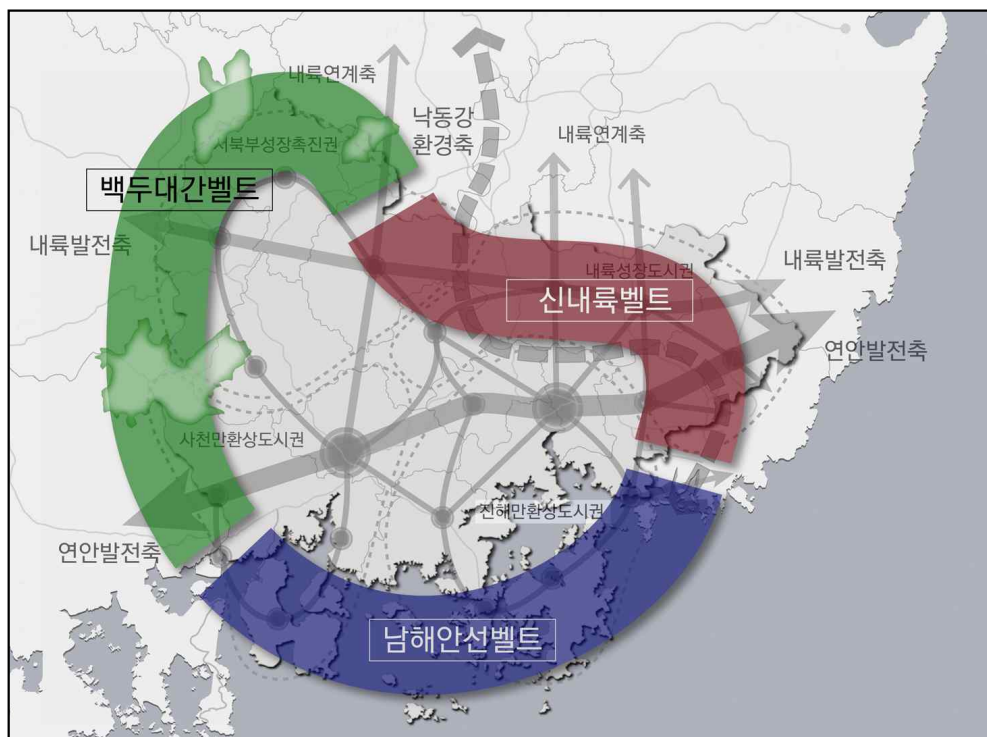 내륙연계축
낙동강
환경축
내륙연계축
서북부성장촉진권
백두대간벨트
내륙발전축
내륙성장도시권
내륙발전축
신내륙벨트
연안발전축
사천만환상도시권
진해만환상도시권
연안발전축
남해안선벨트